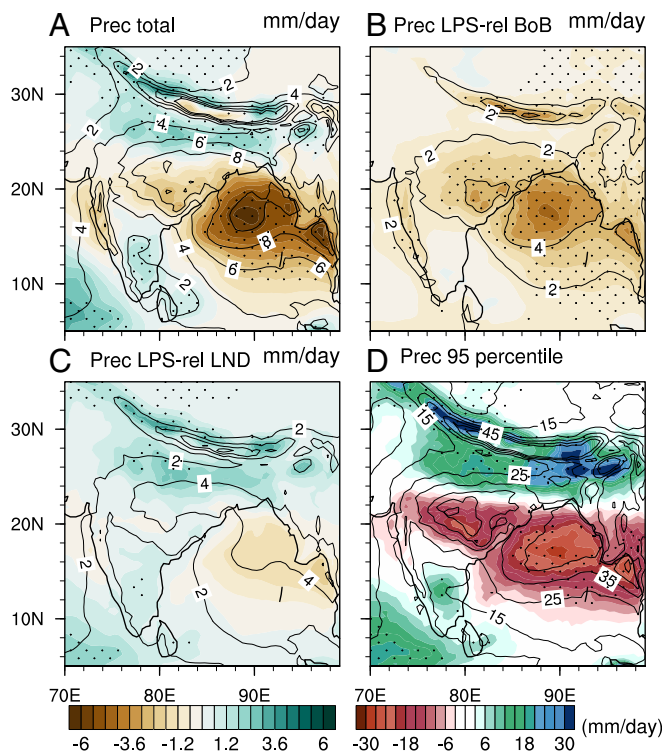 A Prec total mm/day
B Prec LPS-rel BoB mm/day
2 2 4
30N
2 4 6 8
20N
4 4 8 6 6
2
10N
2
2 2
2 4 2
C Prec LPS-rel LND mm/day
D Prec 95 percentile
2
30N
2 4
20N
2 4
2
10N
15 45 15
25
35
25
15
70E 80E 90E
70E 80E 90E
-6 -3.6 -1.2 1.2 3.6 6
-30 -18 -6 6 18 30 (mm/day)